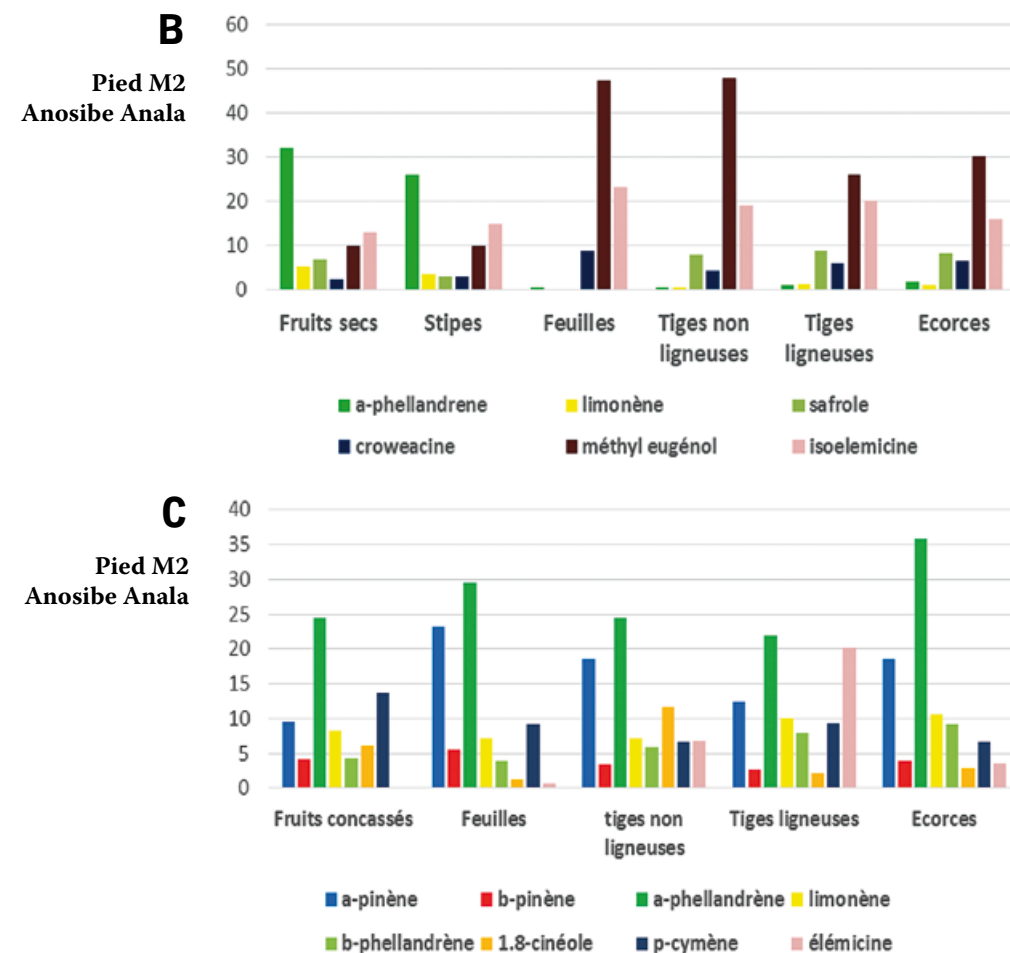 B
Pied M2
Anosibe Anala
60
50
40
30
20
10
0
Fruits secs Stipes Feuilles Tiges non ligneuses Tiges ligneuses Ecorces
a-phellandrene limonène safrole
croweacine méthyl eugénol isoelemicine
C
Pied M2
Anosibe Anala
40
35
30
25
20
15
10
5
0
Fruits concassés Feuilles tiges non ligneuses Tiges ligneuses Ecorces
a-pinène b-pinène a-phellandrène limonène
b-phellandrène 1.8-cinéole p-cymène élémicine